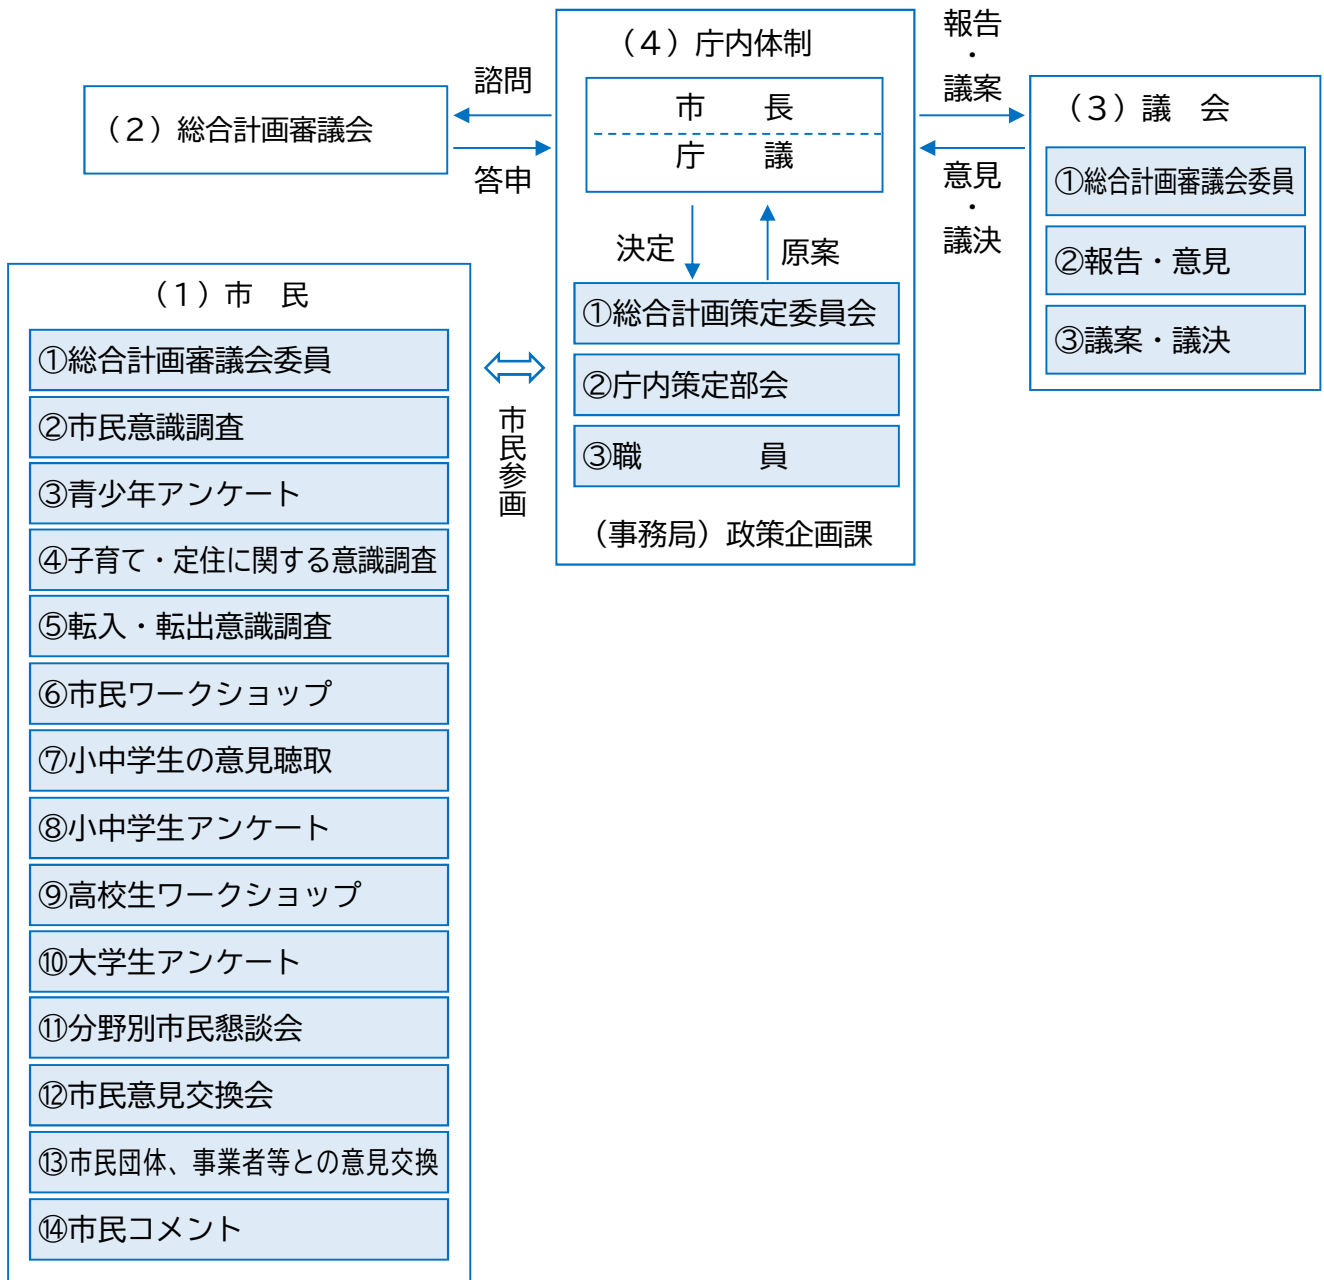 （4）庁内体制
市　　長
庁　　議
決定
原案
①総合計画策定委員会
②庁内策定部会
③職　　　　員
（事務局）政策企画課
諮問
（2）総合計画審議会
答申
報告
・
議案
意見
・
議決
（3）議　会
①総合計画審議会委員
②報告・意見
③議案・議決
（1）市　民
①総合計画審議会委員
②市民意識調査
③青少年アンケート
④子育て・定住に関する意識調査
⑤転入・転出意識調査
⑥市民ワークショップ
⑦小中学生の意見聴取
⑧小中学生アンケート
⑨高校生ワークショップ
⑩大学生アンケート
⑪分野別市民懇談会
⑫市民意見交換会
⑬市民団体、事業者等との意見交換
⑭市民コメント
市民参画